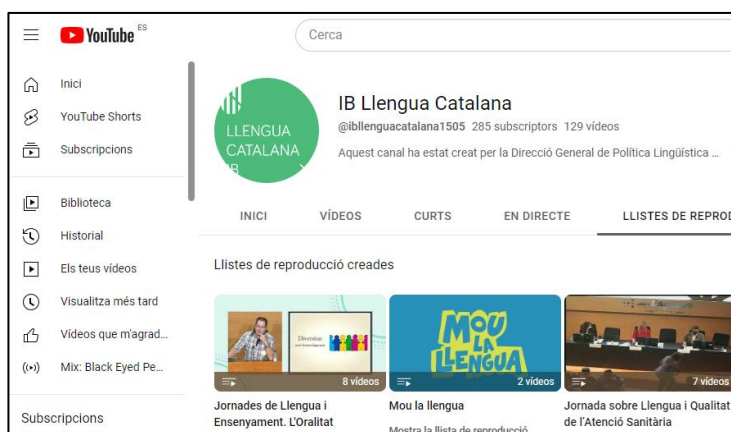 YouTube ES
Cerca
Inici
YouTube Shorts
Subscripcions
Biblioteca
Historial
Els teus vídeos
Visualitza més tard
Vídeos que m'agrad...
Mix: Black Eyed Pe...
Subscripcions
LLENGUA
CATALANA
IB
IB Llengua Catalana
@ibllenguacatalana1505 285 subscriptors 129 vídeos
Aquest canal ha estat creat per la Direcció General de Política Lingüística ...
INICI VÍDEOS CURTS EN DIRECTE LLISTES DE REPROD
Llistes de reproducció creades
Diversitat
8 vídeos
MOU
LA
LLENGUA
2 vídeos
7 vídeos
Jornades de Llengua i
Ensenyament. L'Oralitat
Mou la llengua
Mostra la llista de reproducció
Jornada sobre Llengua i Qualitat
de l'Atenció Sanitària